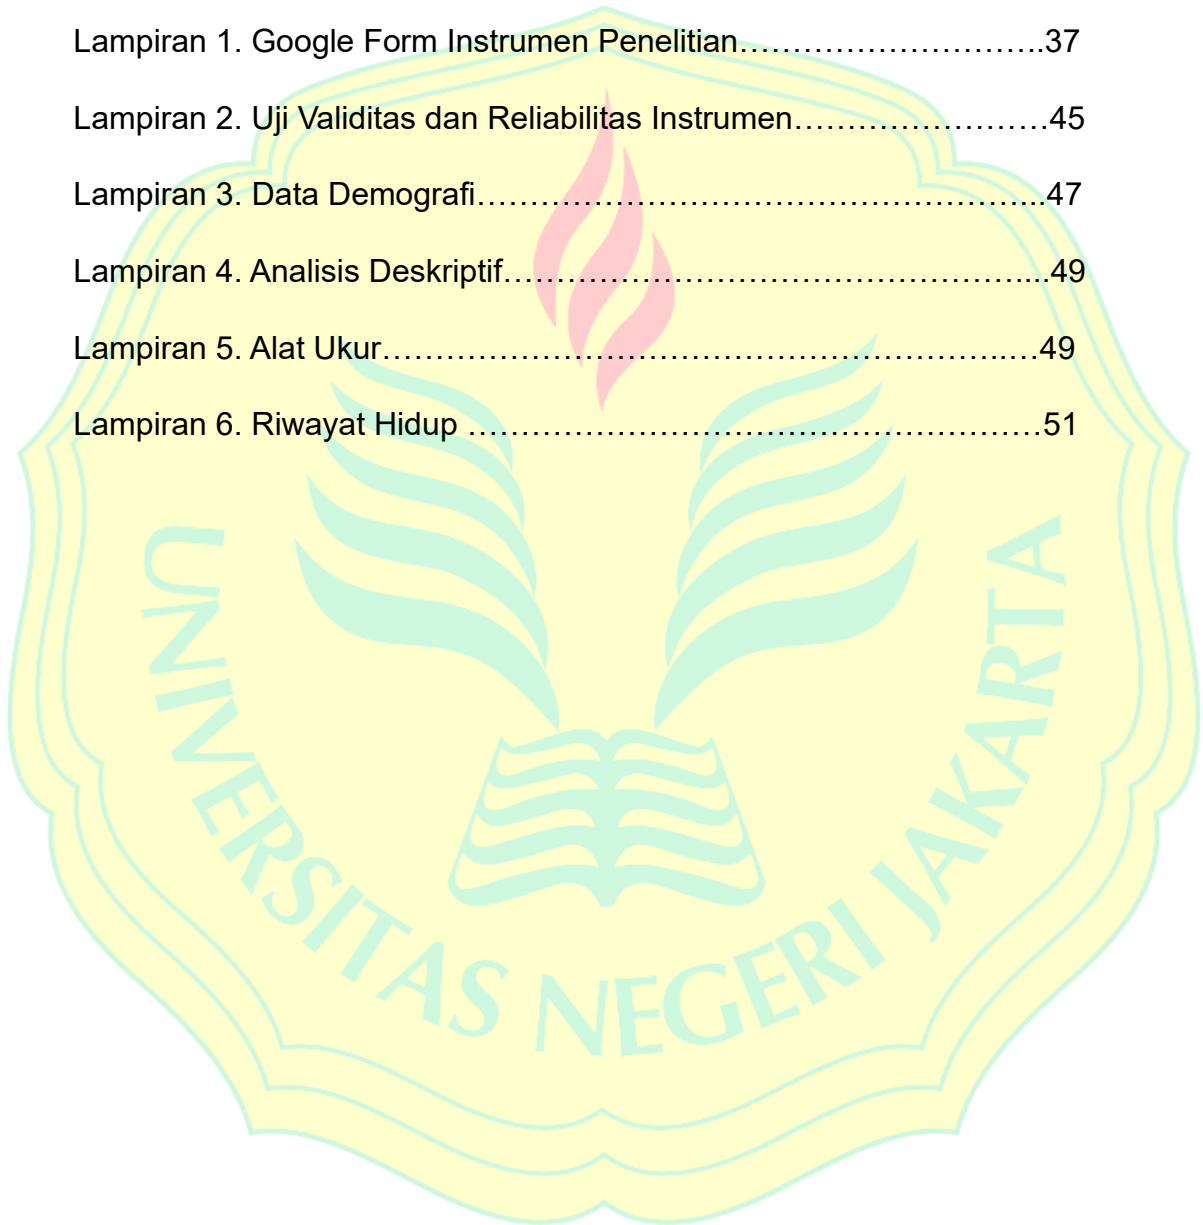 Lampiran 1. Google Form Instrumen Penelitian…..……………………….37
Lampiran 2. Uji Validitas dan Reliabilitas Instrumen……………………45
Lampiran 3. Data Demografi……………………………………………...47
Lampiran 4. Analisis Deskriptif…………………………………………....49
Lampiran 5. Alat Ukur…………………………………………………..…49
Lampiran 6. Riwayat Hidup ………………………………………………51
UNIVERSITAS NEGERI JAKARTA